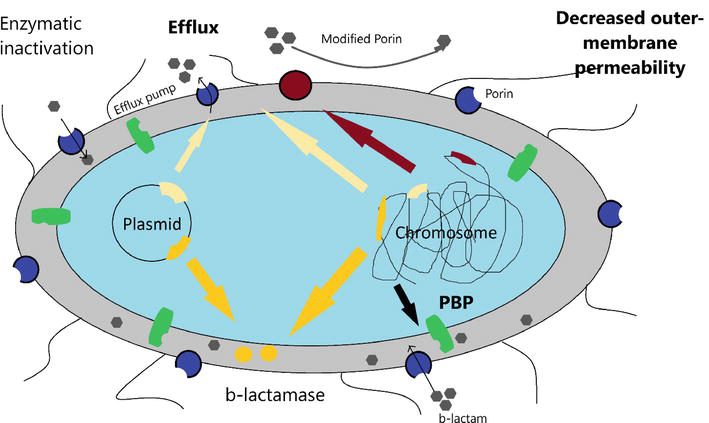 Enzymatic
inactivation
Efflux
Modified Porin
Decreased outer-
membrane
permeability
Efflux pump
Porin
Plasmid
Chromosome
PBP
b-lactamase
b-lactam